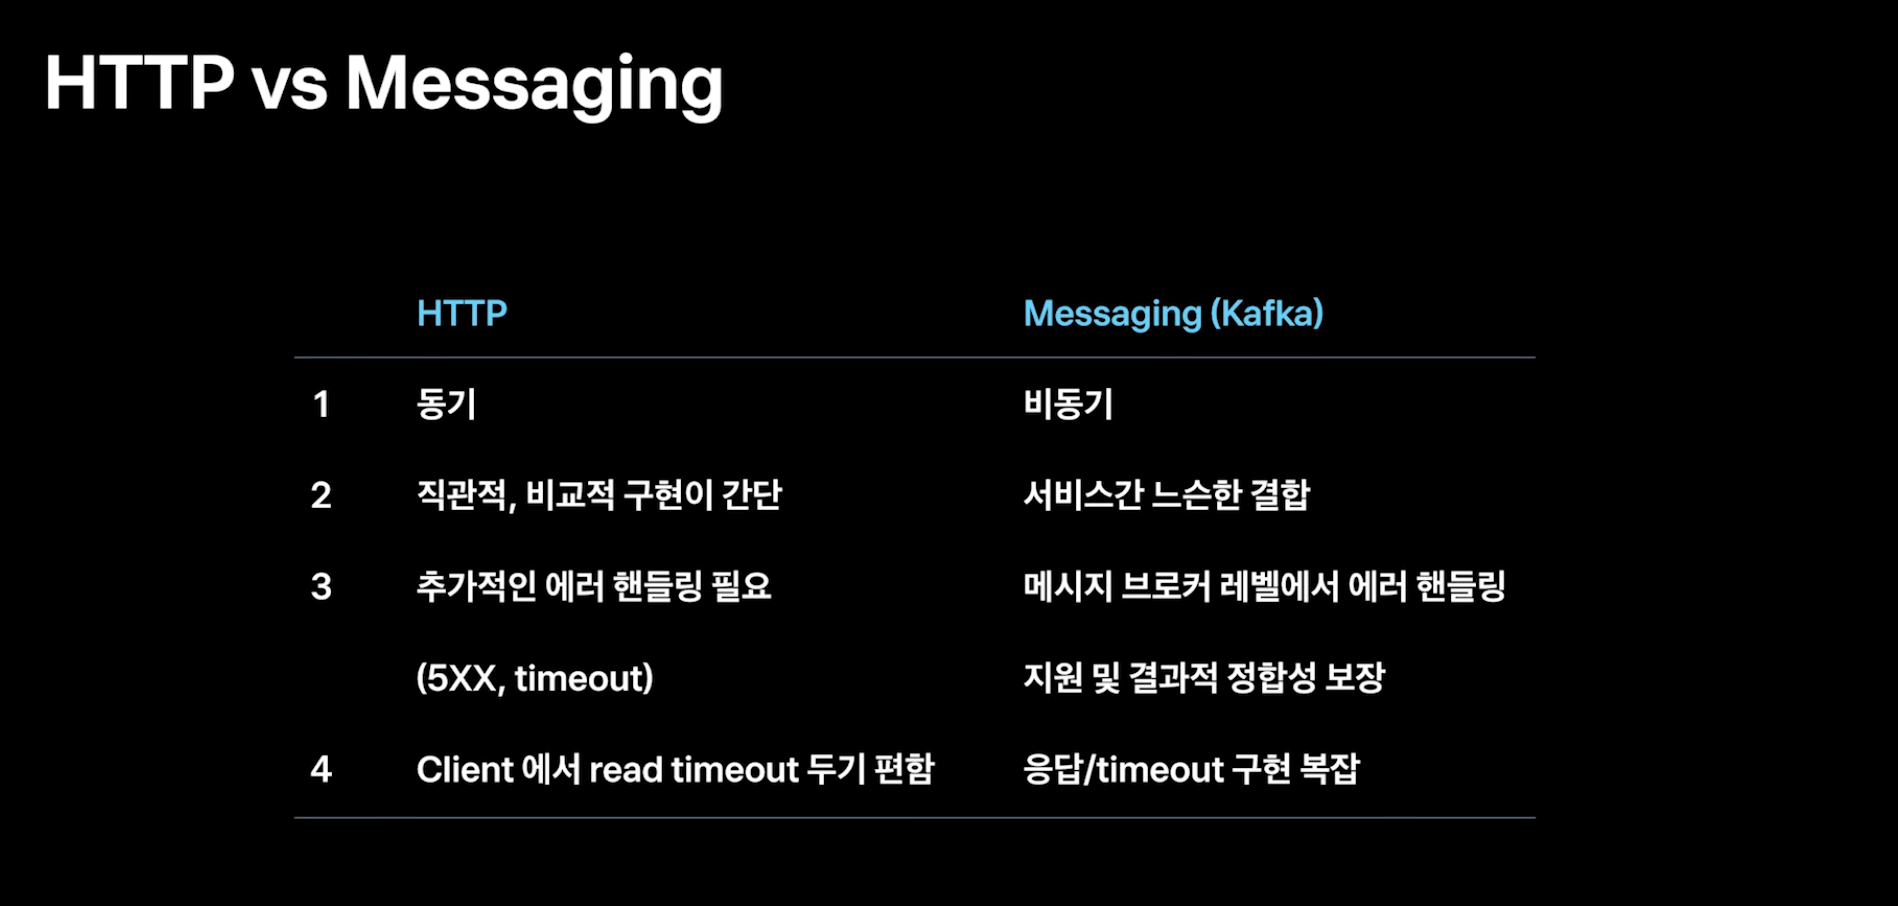 HTTP vs Messaging
HTTP Messaging (Kafka)
1 동기 비동기
2 직관적, 비교적 구현이 간단 서비스간 느슨한 결합
3 추가적인 에러 핸들링 필요 메시지 브로커 레벨에서 에러 핸들링
(5XX, timeout) 지원 및 결과적 정합성 보장
4 Client 에서 read timeout 두기 편함 응답/timeout 구현 복잡